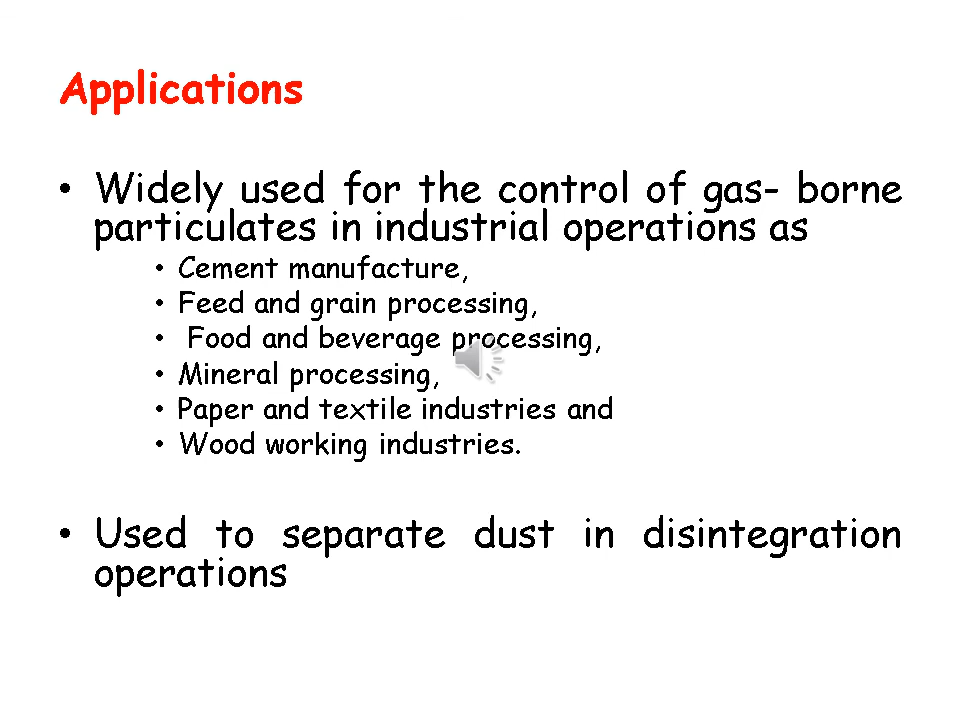 Applications
• Widely used for the control of gas- borne
particulates in industrial operations as
• Cement manufacture,
• Feed and grain processing,
• Food and beverage processing,
• Mineral processing,
• Paper and textile industries and
• Wood working industries.
• Used to separate dust in disintegration
operations